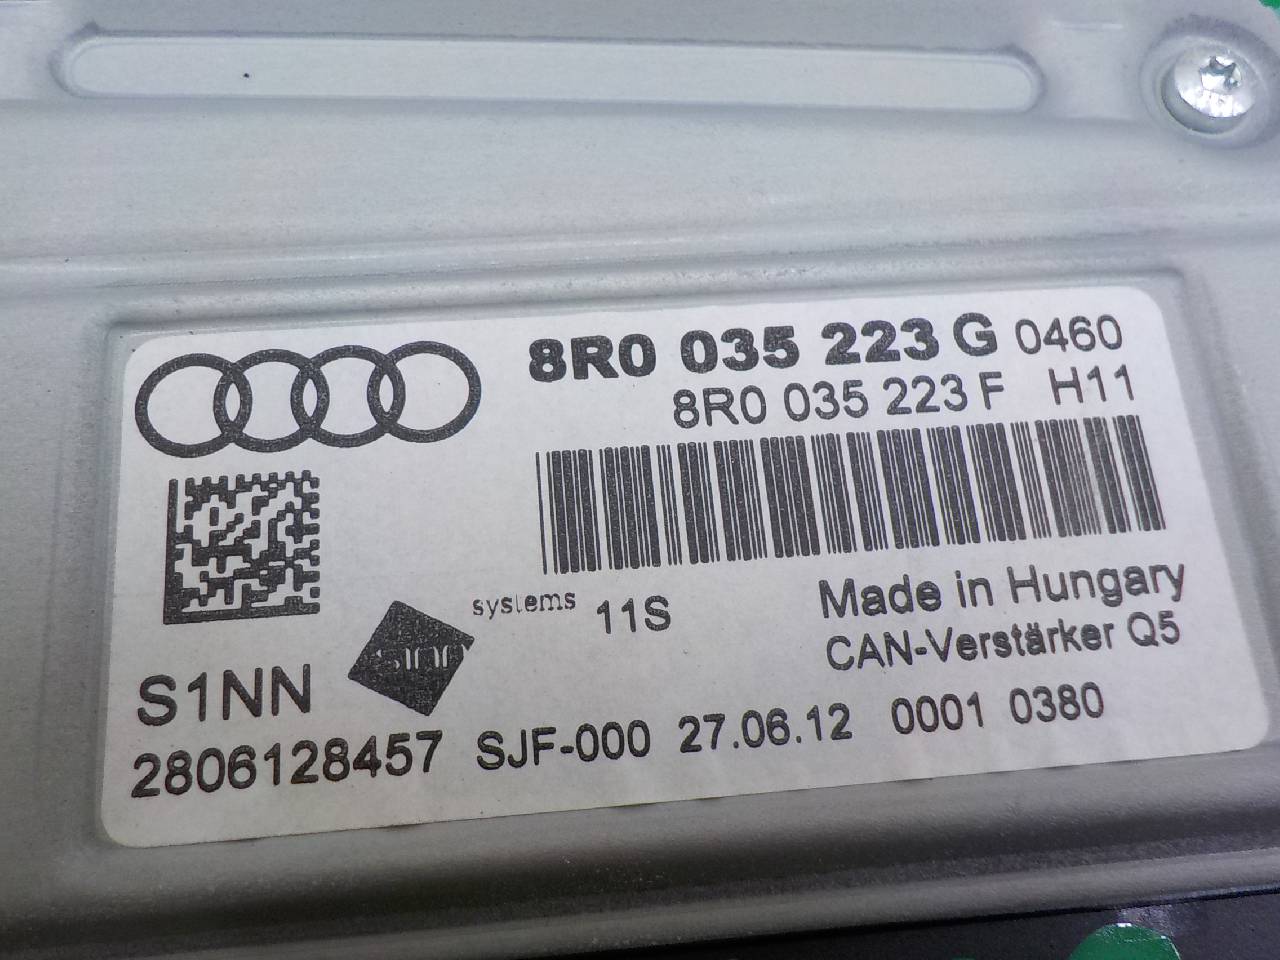 8R0 035 223 G 0460
8R0 035 223 F H11
systems 11S
Made in Hungary
CAN-Verstärker Q5
S1NN
2806128457 SJF-000 27.06.12 0001 0380